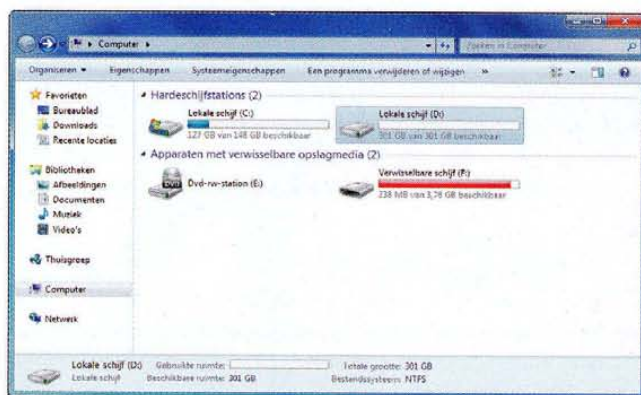 Computer
Zoeken in Computer
Organiseren Eigenschappen Systeemeigenschappen Een programma verwijderen of wijzigen »
Favorieten
Bureaublad
Downloads
Recente locaties
Bibliotheken
Afbeeldingen
Documenten
Muziek
Video's
Thuisgroep
Computer
Netwerk
Hardeschijfstations (2)
Lokale schijf (C:)
127 GB van 148 GB beschikbaar
Lokale schijf (D:)
301 GB van 301 GB beschikbaar
Apparaten met verwisselbare opslagmedia (2)
DVD
Dvd-rw-station (E:)
Verwisselbare schijf (F:)
238 MB van 3,76 GB beschikbaar
Lokale schijf (D:) Gebruikte ruimte: Totale grootte: 301 GB
Lokale schijf Beschikbare ruimte: 301 GB Bestandssysteem: NTFS